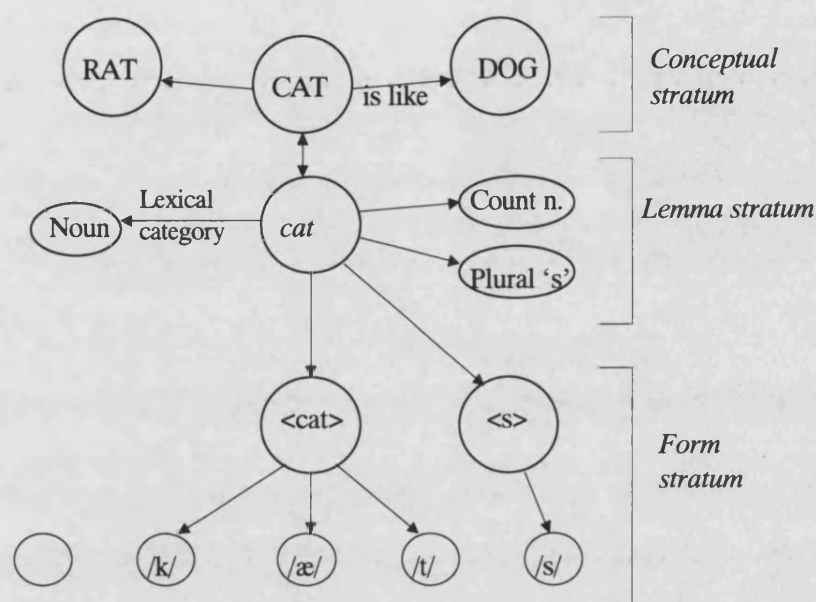 RAT
CAT
is like
DOG
Conceptual
stratum
Lexical
category
Noun
cat
Count n.
Plural ‘s’
Lemma stratum
<cat>
<s>
Form
stratum
/k/
/æ/
/t/
/s/